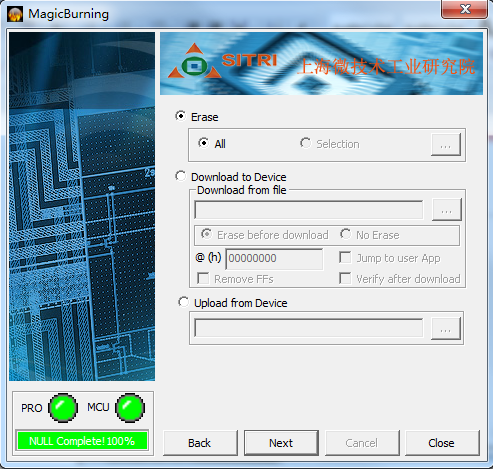 MagicBurning
SITRI 上海微技术工业研究院
Erase
All Selection ...
Download to Device
Download from file
...
Erase before download No Erase
@ (h) 00000000 Jump to user App
Remove FFs Verify after download
Upload from Device
...
PRO MCU
NULL Complete! 100%
Back Next Cancel Close